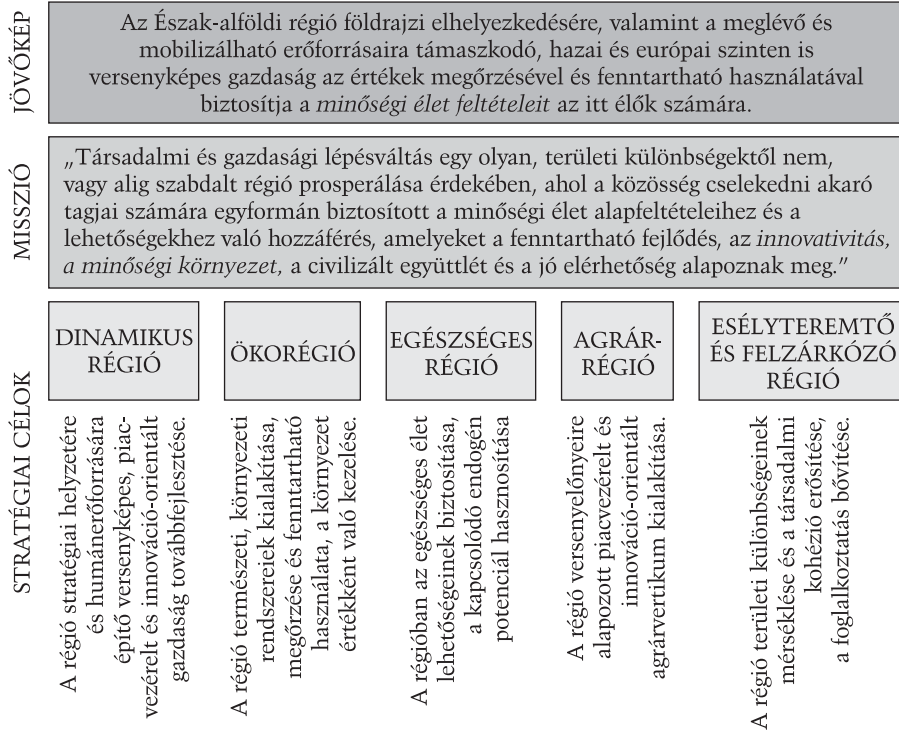 JÖVŐKÉP
Az Észak-alföldi régió földrajzi elhelyezkedésére, valamint a meglévő és
mobilizálható erőforrásaira támaszkodó, hazai és európai szinten is
versenyképes gazdaság az értékek megőrzésével és fenntartható használatával
biztosítja a minőségi élet feltételeit az itt élők számára.
MISSZIÓ
„Társadalmi és gazdasági lépésváltás egy olyan, területi különbségektől nem,
vagy alig szabdalt régió prosperálása érdekében, ahol a közösség cselekedni akaró
tagjai számára egyformán biztosított a minőségi élet alapfeltételeihez és a
lehetőségekhez való hozzáférés, amelyeket a fenntartható fejlődés, az innovativitás,
a minőségi környezet, a civilizált együttlét és a jó elérhetőség alapoznak meg.”
STRATÉGIAI CÉLOK
DINAMIKUS
RÉGIÓ
A régió stratégiai helyzetére
és humánerőforrására
építő versenyképes, piac-
vezérelt és innováció-orientált
gazdaság továbbfejlesztése.
ÖKORÉGIÓ
A régió természeti, környezeti
rendszereiek kialakítása,
megőrzése és fenntartható
használata, a környezet
értékként való kezelése.
EGÉSZSÉGES
RÉGIÓ
A régióban az egészséges élet
lehetőségeinek biztosítása,
a kapcsolódó endogén
potenciál hasznosítása
AGRÁR-
RÉGIÓ
A régió versenyelőnyeire
alapozott piacvezérelt és
innováció-orientált
agrárvertikum kialakítása.
ESÉLYTEREMTŐ
ÉS FELZÁRKÓZÓ
RÉGIÓ
A régió területi különbségeinek
mérséklése és a társadalmi
kohézió erősítése,
a foglalkoztatás bővítése.